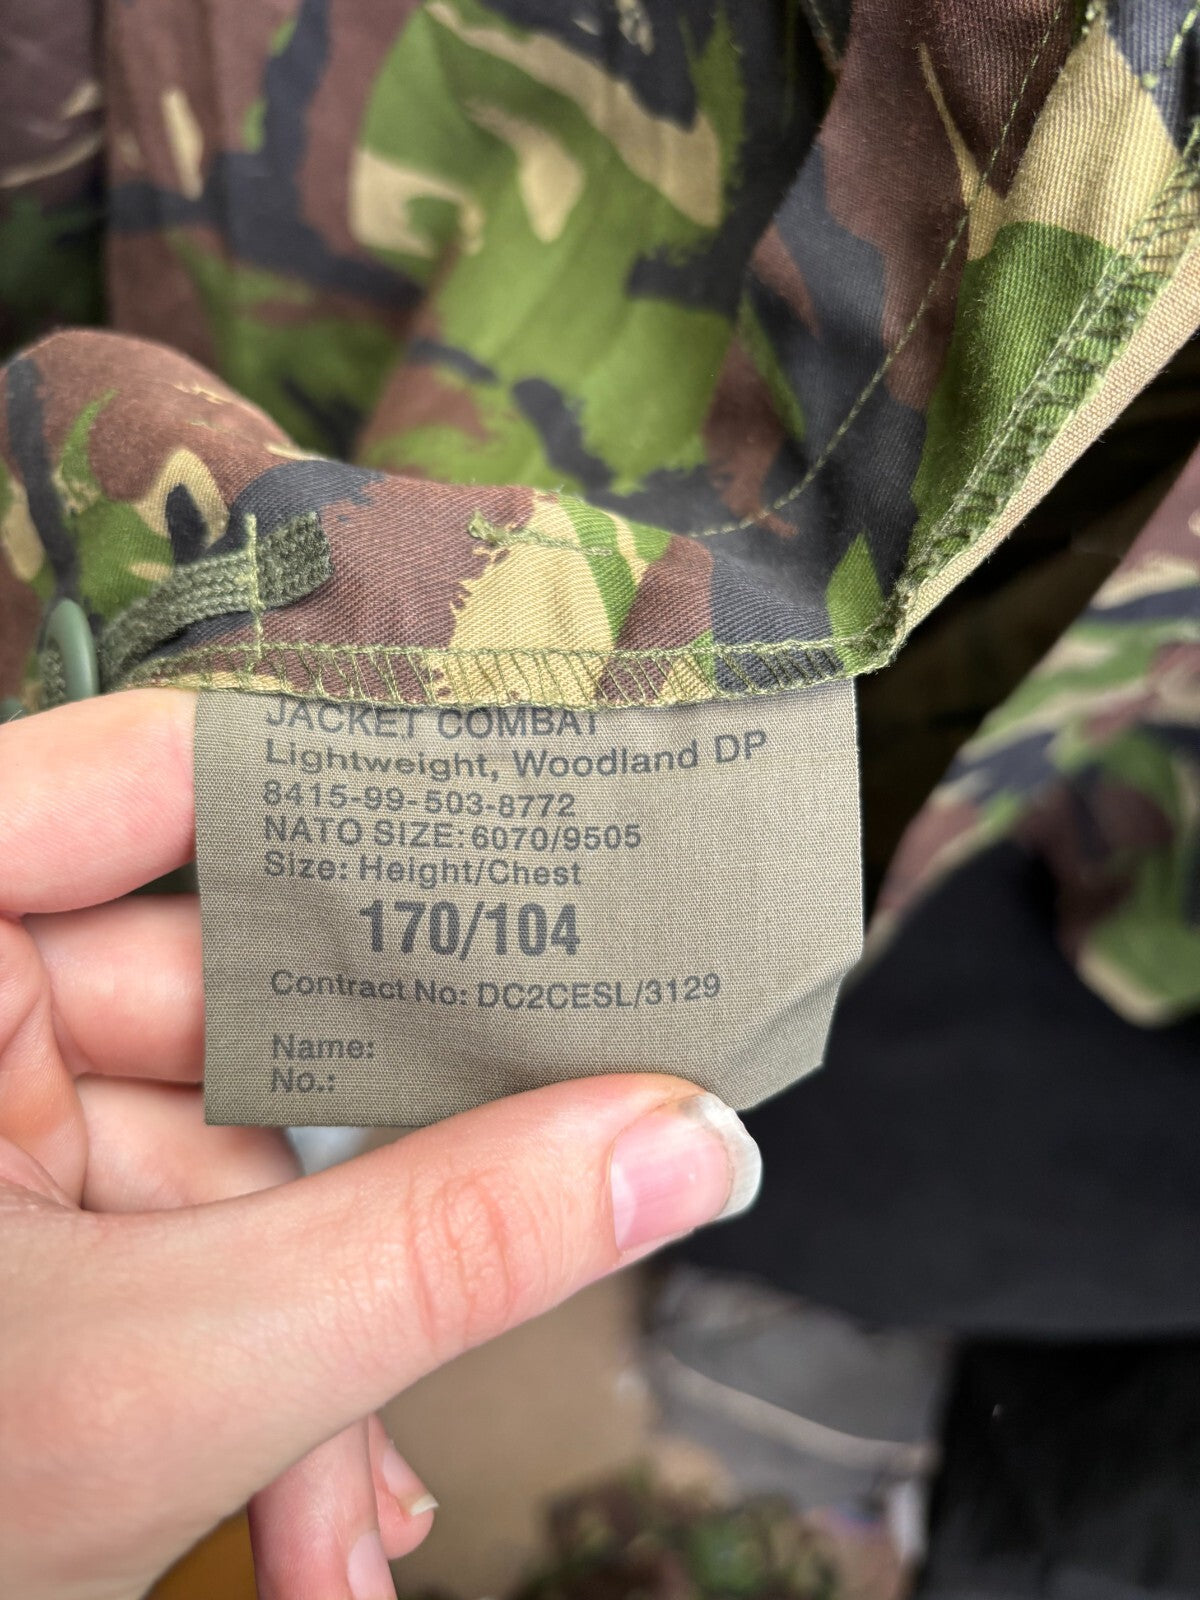 JACKET COMBAT
Lightweight, Woodland DP
8415-99-503-8772
NATO SIZE: 6070/9505
Size: Height/Chest
170/104
Contract No: DC2CESL/3129
Name:
No.: